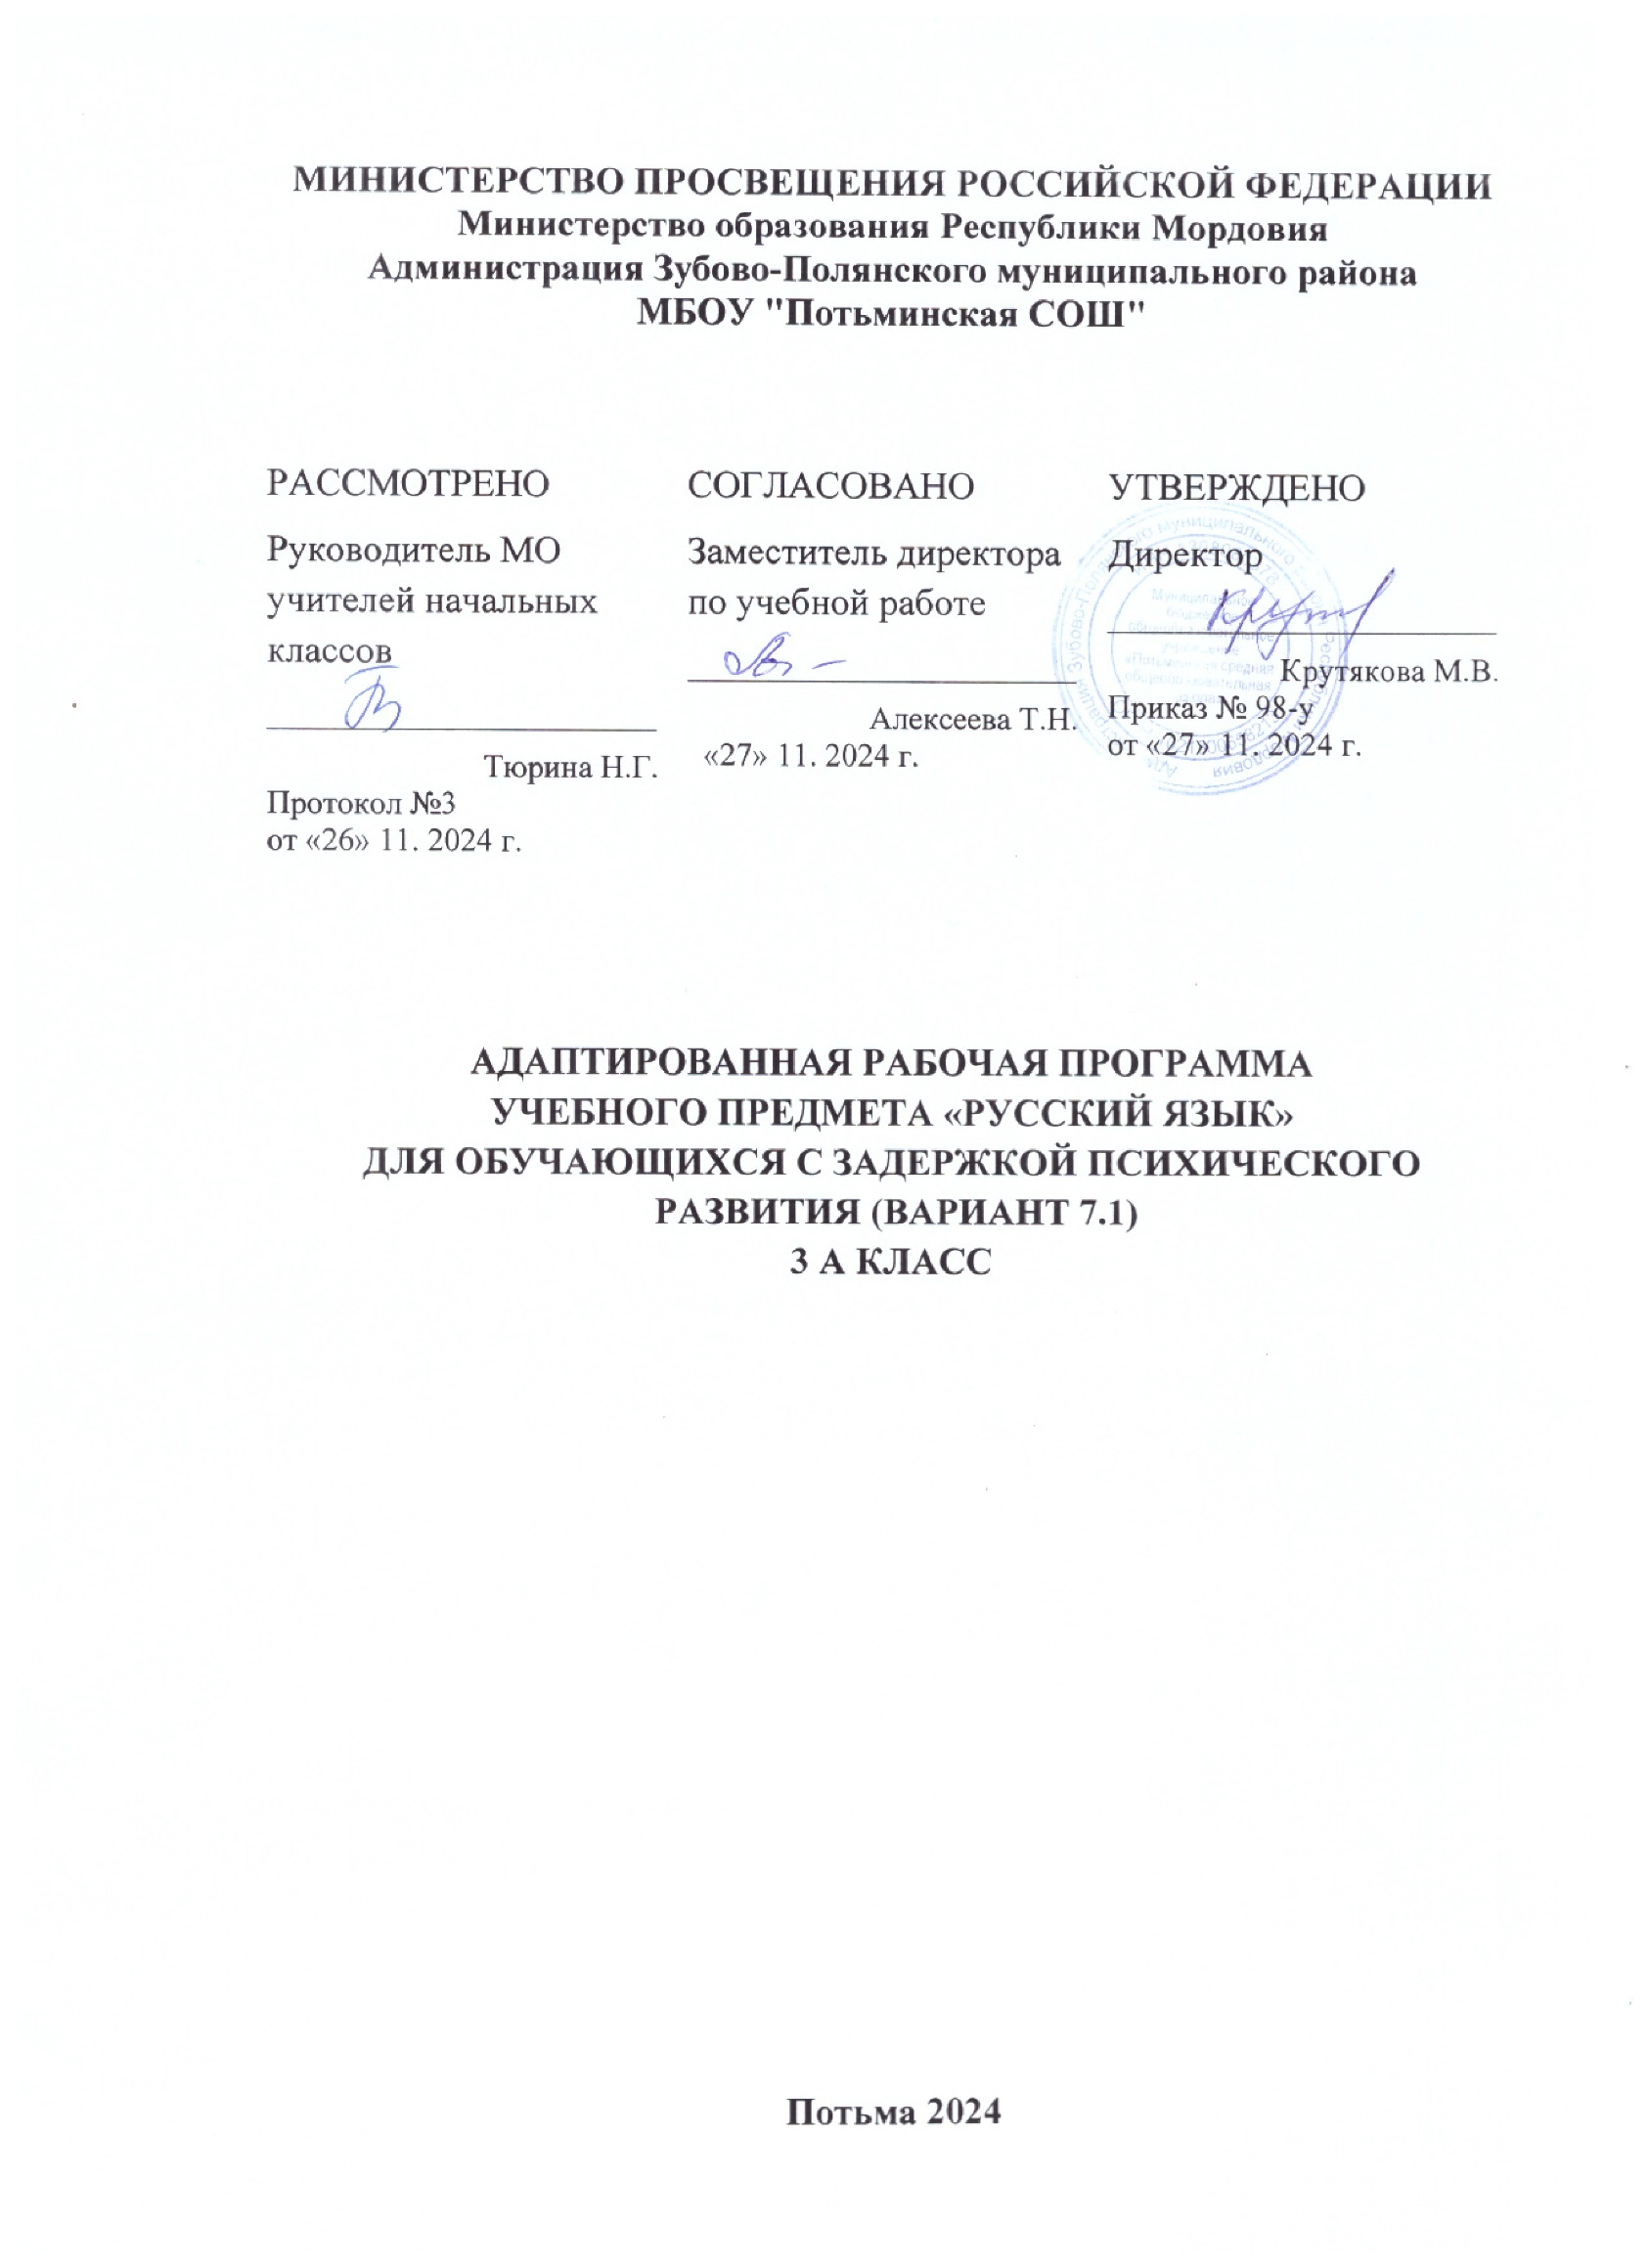 МИНИСТЕРСТВО ПРОСВЕЩЕНИЯ РОССИЙСКОЙ ФЕДЕРАЦИИ
Министерство образования Республики Мордовия
Администрация Зубово-Полянского муниципального района
МБОУ "Потьминская СОШ"
РАССМОТРЕНО
Руководитель МО
учителей начальных
классов
Тюрина Н.Г.
Протокол №3
от «26» 11. 2024 г.
СОГЛАСОВАНО
Заместитель директора
по учебной работе
Алексеева Т.Н.
«27» 11. 2024 г.
УТВЕРЖДЕНО
Директор
Крутякова М.В.
Приказ № 98-у
от «27» 11. 2024 г.
АДАПТИРОВАННАЯ РАБОЧАЯ ПРОГРАММА
УЧЕБНОГО ПРЕДМЕТА «РУССКИЙ ЯЗЫК»
ДЛЯ ОБУЧАЮЩИХСЯ С ЗАДЕРЖКОЙ ПСИХИЧЕСКОГО
РАЗВИТИЯ (ВАРИАНТ 7.1)
3 А КЛАСС
Потьма 2024